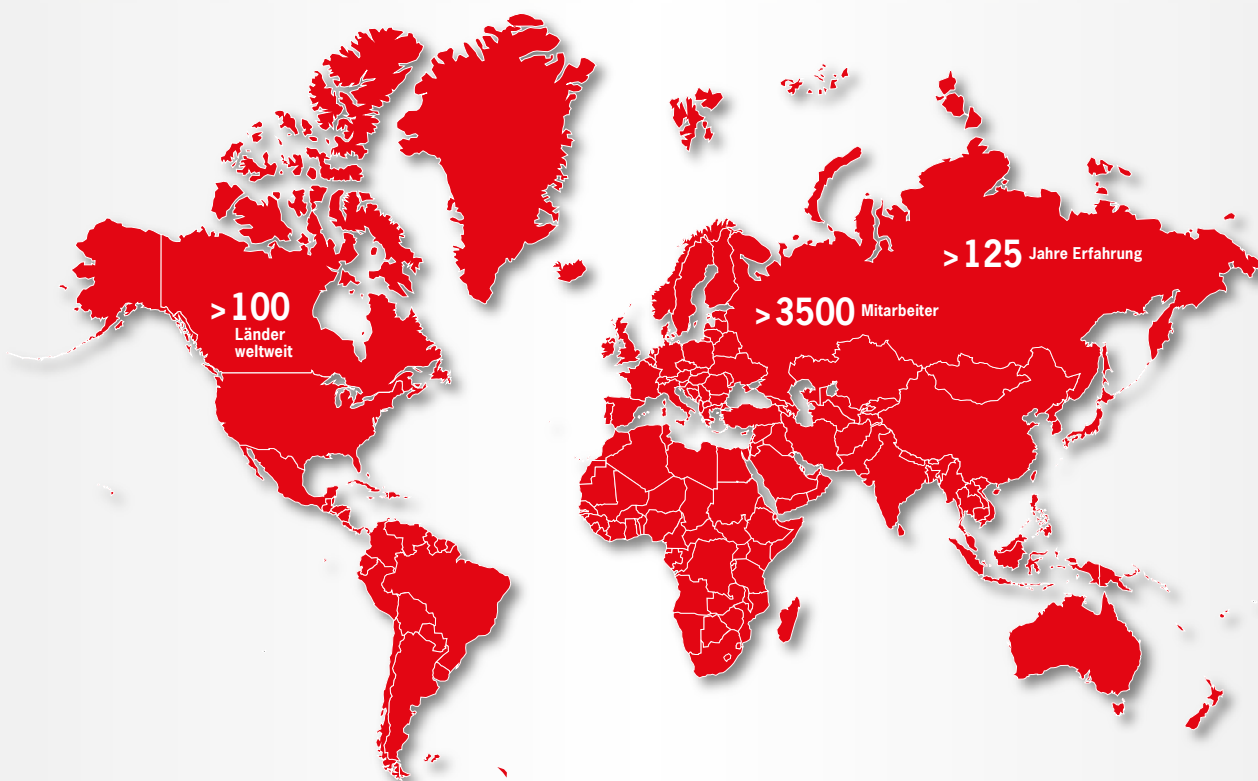 > 125 Jahre Erfahrung
> 100
Länder
weltweit
> 3500 Mitarbeiter